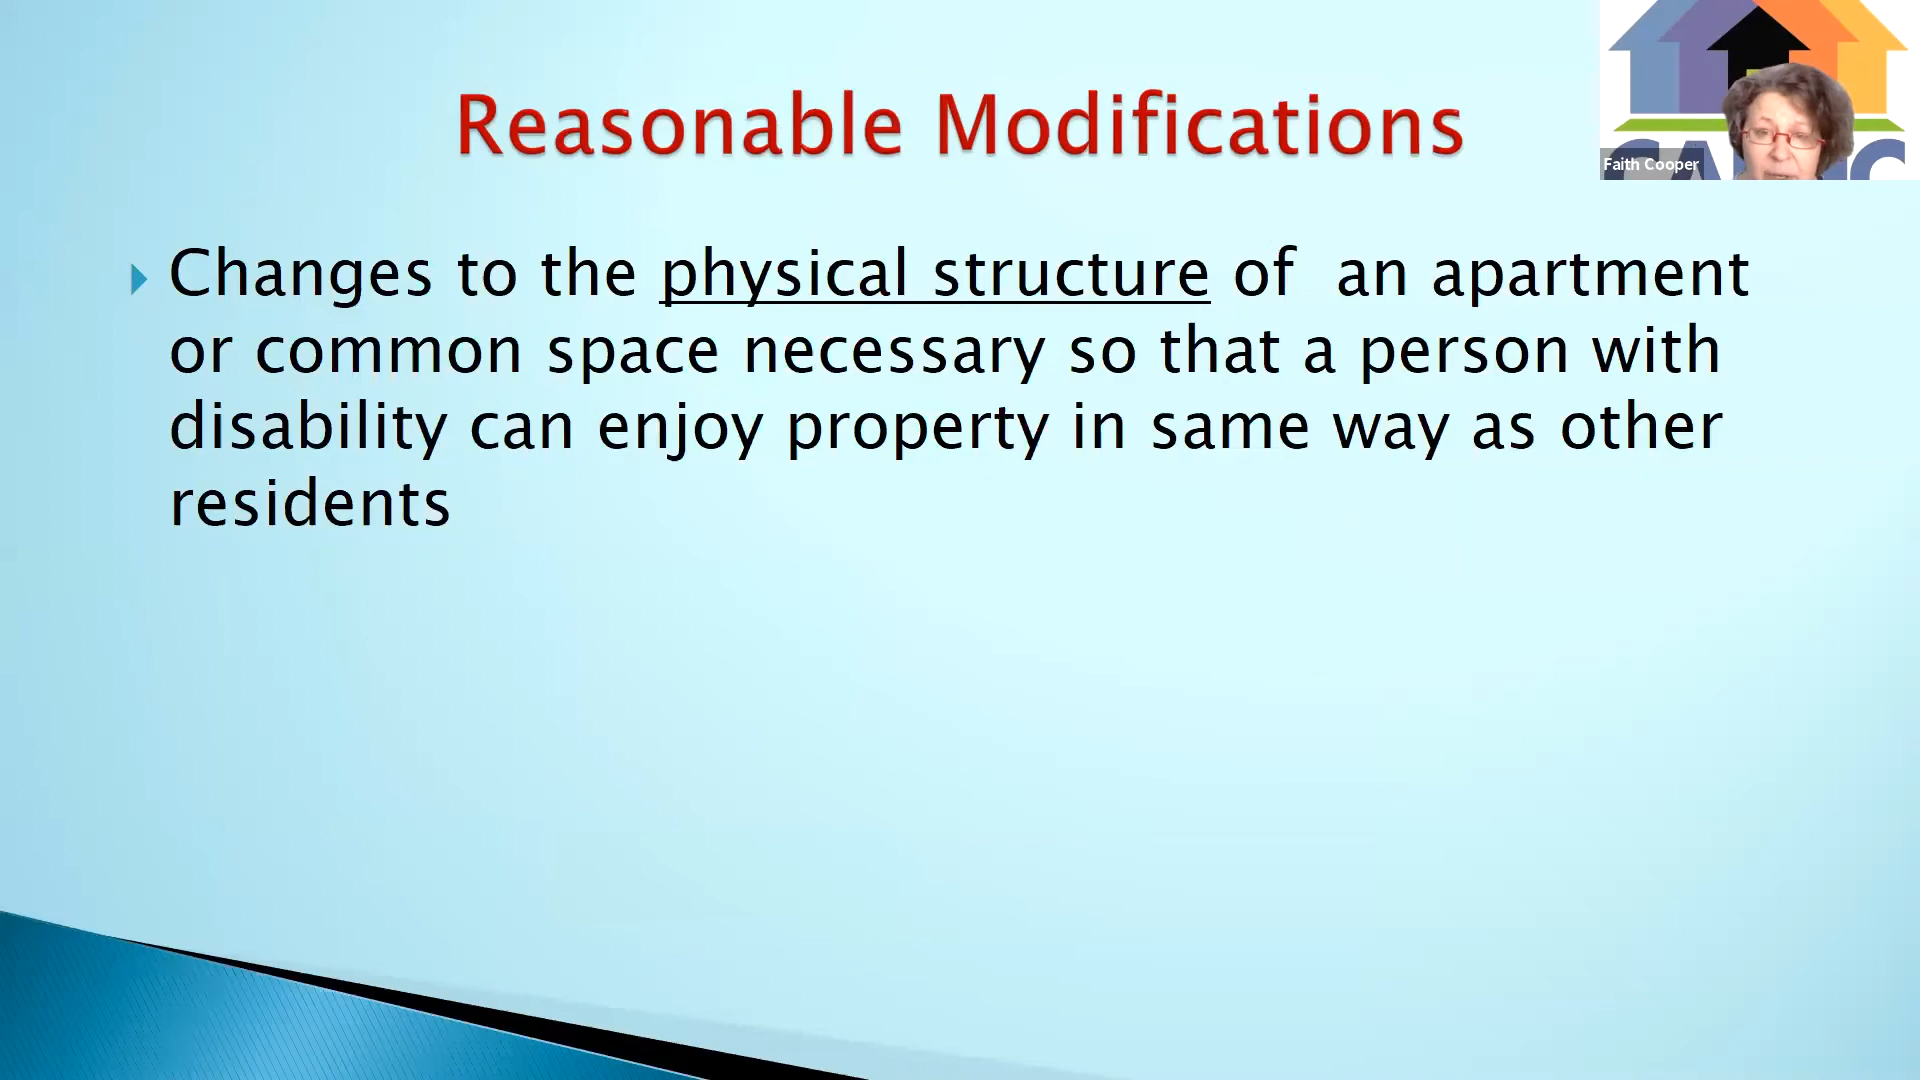 Reasonable Modifications
Faith Cooper
Changes to the physical structure of  an apartment
or common space necessary so that a person with
disability can enjoy property in same way as other
residents